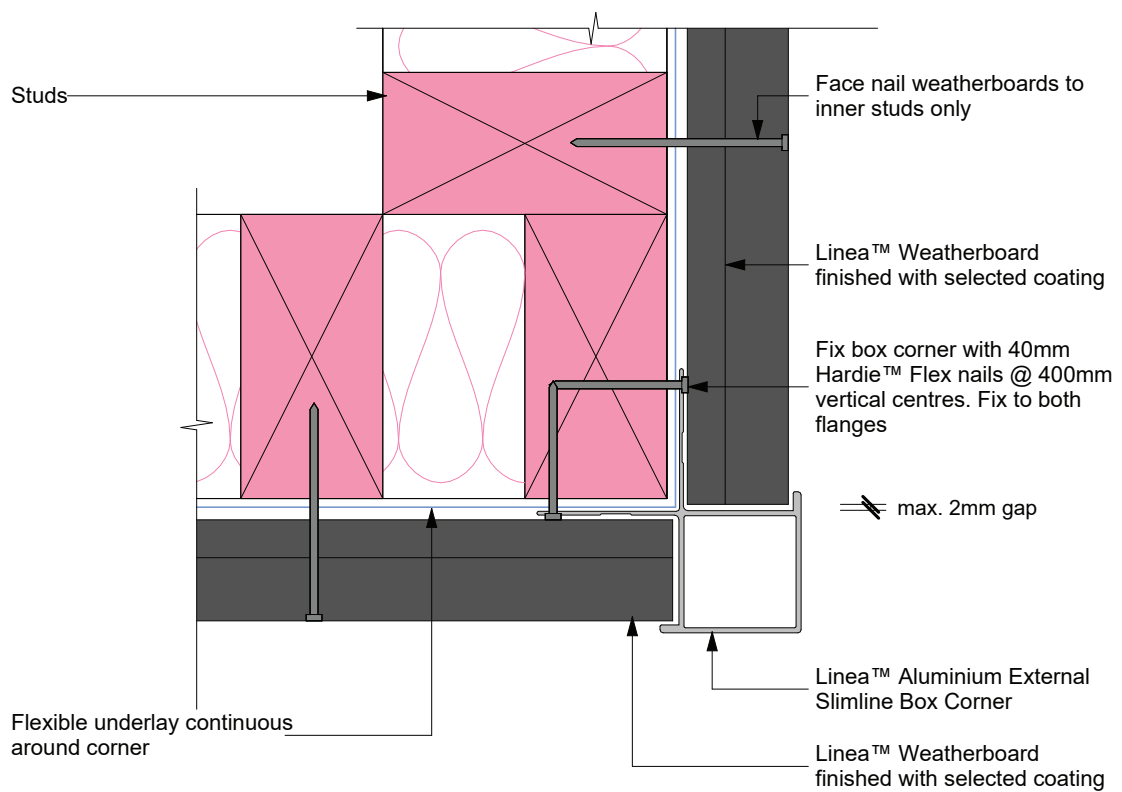 Studs
Face nail weatherboards to
inner studs only
Linea™ Weatherboard
finished with selected coating
Fix box corner with 40mm
Hardie™ Flex nails @ 400mm
vertical centres. Fix to both
flanges
max. 2mm gap
Linea™ Aluminium External
Slimline Box Corner
Flexible underlay continuous
around corner
Linea™ Weatherboard
finished with selected coating